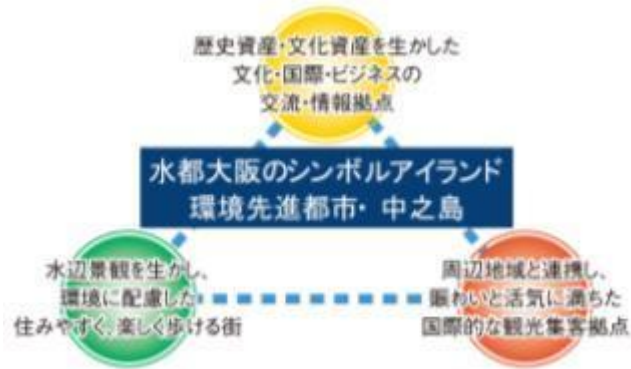 歴史資産・文化資産を生かした
文化・国際・ビジネスの
交流・情報拠点
水都大阪のシンボルアイランド
環境先進都市・中之島
水辺景観を生かし、
環境に配慮した
住みやすく、楽しく歩ける街
周辺地域と連携し、
賑わいと活気に満ちた
国際的な観光集客拠点